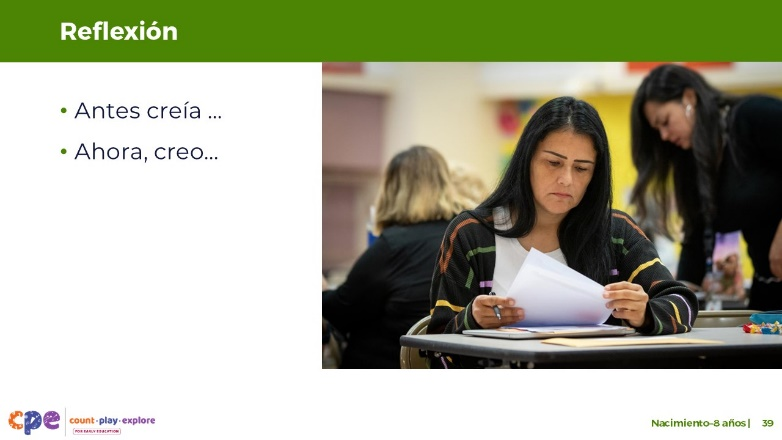 Reflexión
• Antes creía ...
• Ahora, creo...
cpe
count·play·explore
FOR EARLY EDUCATION
Nacimiento-8 años| 39